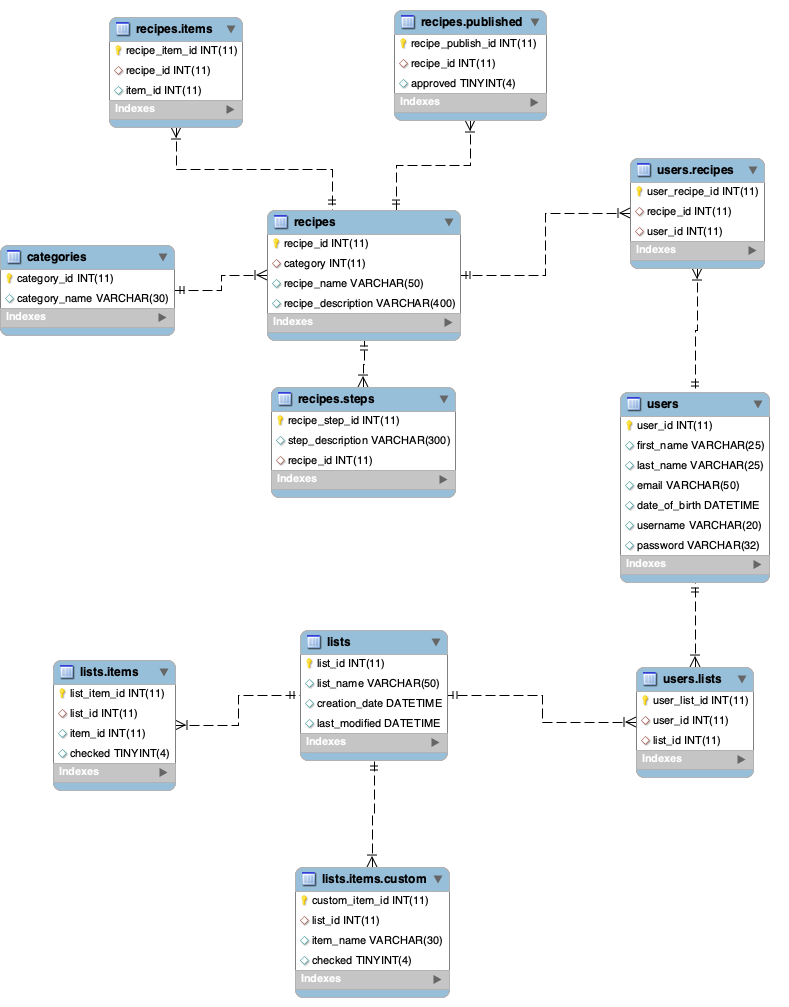 recipes.items
recipe_item_id INT(11)
recipe_id INT(11)
item_id INT(11)
Indexes
recipes.published
recipe_publish_id INT(11)
recipe_id INT(11)
approved TINYINT(4)
Indexes
users.recipes
user_recipe_id INT(11)
recipe_id INT(11)
user_id INT(11)
Indexes
recipes
recipe_id INT(11)
category INT(11)
recipe_name VARCHAR(50)
recipe_description VARCHAR(400)
Indexes
categories
category_id INT(11)
category_name VARCHAR(30)
Indexes
recipes.steps
recipe_step_id INT(11)
step_description VARCHAR(300)
recipe_id INT(11)
Indexes
users
user_id INT(11)
first_name VARCHAR(25)
last_name VARCHAR(25)
email VARCHAR(50)
date_of_birth DATETIME
username VARCHAR(20)
password VARCHAR(32)
Indexes
lists
list_id INT(11)
list_name VARCHAR(50)
creation_date DATETIME
last_modified DATETIME
Indexes
lists.items
list_item_id INT(11)
list_id INT(11)
item_id INT(11)
checked TINYINT(4)
Indexes
users.lists
user_list_id INT(11)
user_id INT(11)
list_id INT(11)
Indexes
lists.items.custom
custom_item_id INT(11)
list_id INT(11)
item_name VARCHAR(30)
checked TINYINT(4)
Indexes